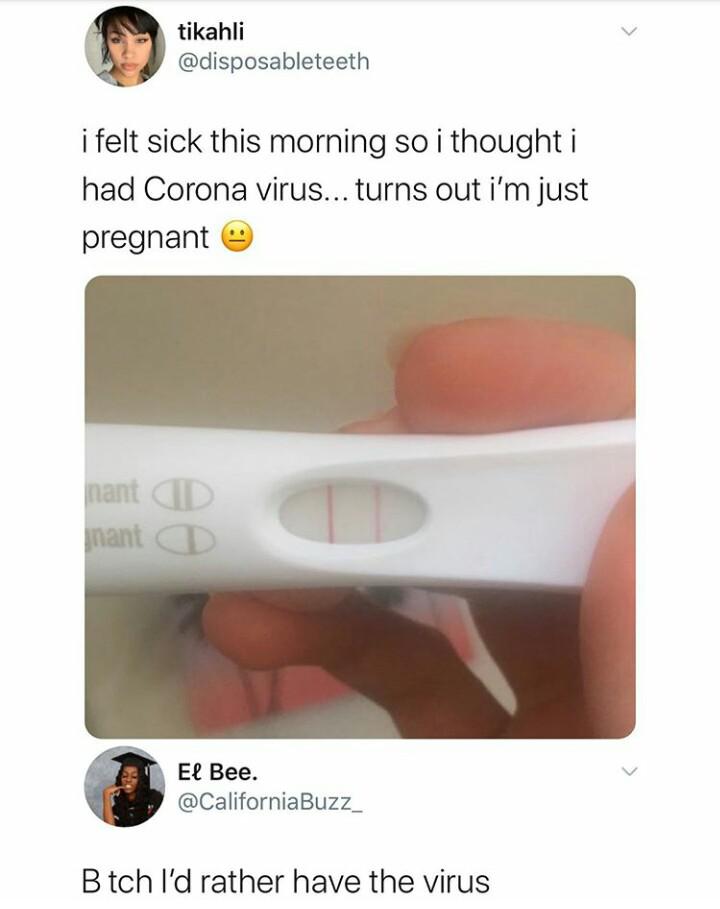 tikahli
@disposableteeth
i felt sick this morning so i thought i
had Corona virus... turns out i'm just
pregnant 😐
nant
gnant
Eℓ Bee.
@CaliforniaBuzz_
B tch I'd rather have the virus